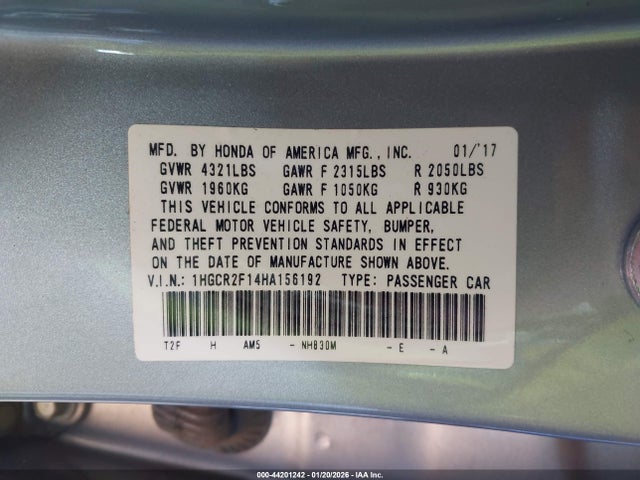 MFD. BY HONDA OF AMERICA MFG., INC. 01/'17
GVWR 4321LBS GAWR F 2315LBS R 2050LBS
GVWR 1960KG GAWR F 1050KG R 930KG
THIS VEHICLE CONFORMS TO ALL APPLICABLE
FEDERAL MOTOR VEHICLE SAFETY, BUMPER,
AND THEFT PREVENTION STANDARDS IN EFFECT
ON THE DATE OF MANUFACTURE SHOWN ABOVE.
V.I.N.: 1HGCR2F14HA156192 TYPE: PASSENGER CAR
T2F H AM5 - NH830M - E - A
000-44201242 | 01/20/2026 | IAA Inc.